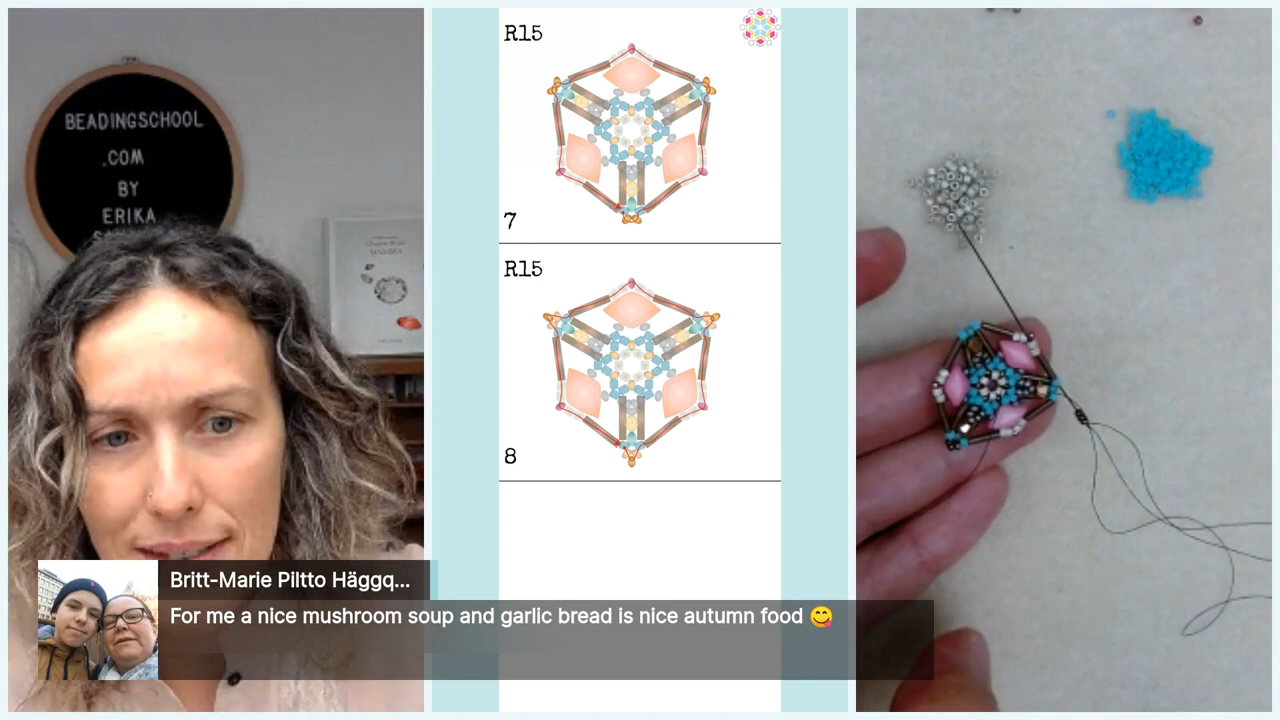 BEADINGSCHOOL
.COM
BY
ERIKA
R15
7
R15
8
Britt-Marie Piltto Häggq...
For me a nice mushroom soup and garlic bread is nice autumn food 😋